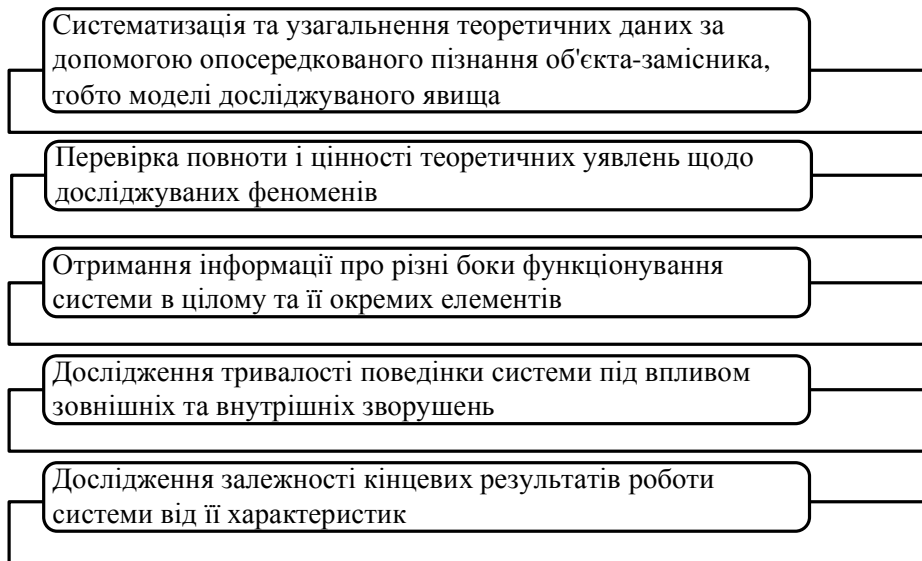 Систематизація та узагальнення теоретичних даних за
допомогою опосередкованого пізнання об'єкта-замісника,
тобто моделі досліджуваного явища
Перевірка повноти і цінності теоретичних уявлень щодо
досліджуваних феноменів
Отримання інформації про різні боки функціонування
системи в цілому та її окремих елементів
Дослідження тривалості поведінки системи під впливом
зовнішніх та внутрішніх зворушень
Дослідження залежності кінцевих результатів роботи
системи від її характеристик